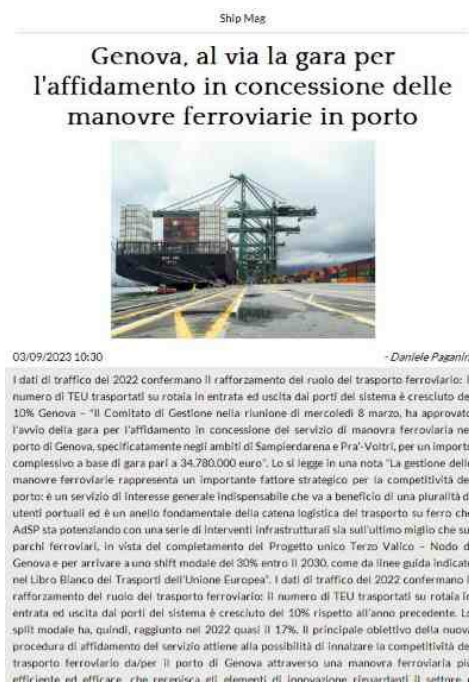 Ship Mag
Genova, al via la gara per
l'affidamento in concessione delle
manovre ferroviarie in porto
03/09/2023 10:30
- Daniele Pagani
I dati di traffico del 2022 confermano il rafforzamento del ruolo del trasporto ferroviario:
numero di TEU trasportati su rotaia in entrata ed uscita dai porti del sistema è cresciuto de
10% Genova – "Il Comitato di Gestione nella riunione di mercoledì 8 marzo, ha approvato
l'avvio della gara per l'affidamento in concessione del servizio di manovra ferroviaria ne
porto di Genova, specificatamente negli ambiti di Sampierdarena e Pra'-Voltri, per un importo
complessivo a base di gara pari a 34.780.000 euro". Lo si legge in una nota "La gestione delle
manovre ferroviarie rappresenta un importante fattore strategico per la competitività de
porto: è un servizio di interesse generale indispensabile che va a beneficio di una pluralità d
utenti portuali ed è un anello fondamentale della catena logistica del trasporto su ferro che
AdSP sta potenziando con una serie di interventi infrastrutturali sia sull'ultimo miglio che su
parchi ferroviari, in vista del completamento del Progetto unico Terzo Valico – Nodo d
Genova e per arrivare a uno shift modale del 30% entro il 2030, come da linee guida indicate
nel Libro Bianco dei Trasporti dell'Unione Europea". I dati di traffico del 2022 confermano i
rafforzamento del ruolo del trasporto ferroviario: il numero di TEU trasportati su rotaia in
entrata ed uscita dai porti del sistema è cresciuto del 10% rispetto all'anno precedente. Lo
split modale ha, quindi, raggiunto nel 2022 quasi il 17%. Il principale obiettivo della nuova
procedura di affidamento del servizio attiene alla possibilità di innalzare la competitività de
trasporto ferroviario da/per il porto di Genova attraverso una manovra ferroviaria più
efficiente ed efficace, che recepisca gli elementi di innovazione riguardanti il settore